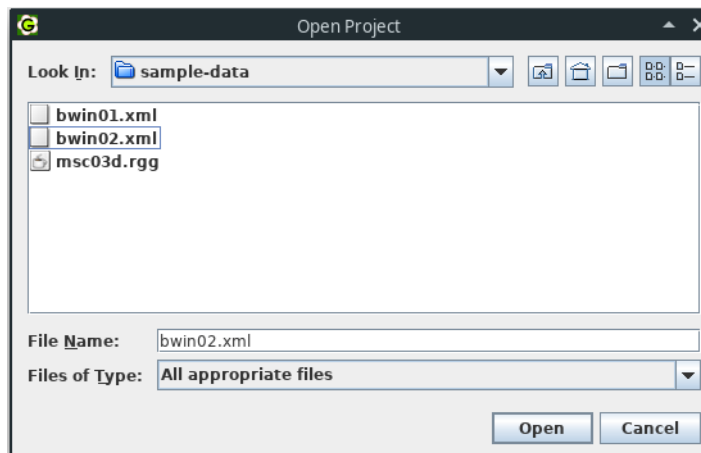 Open Project
Look In: sample-data
bwin01.xml
bwin02.xml
msc03d.rgg
File Name: bwin02.xml
Files of Type: All appropriate files
Open Cancel